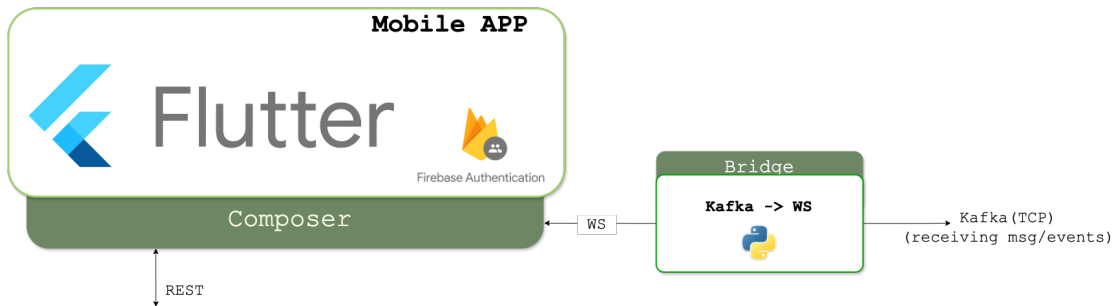 Mobile APP
Flutter
Firebase Authentication
Composer
REST
WS
Bridge
Kafka -> WS
Kafka(TCP)
(receiving msg/events)